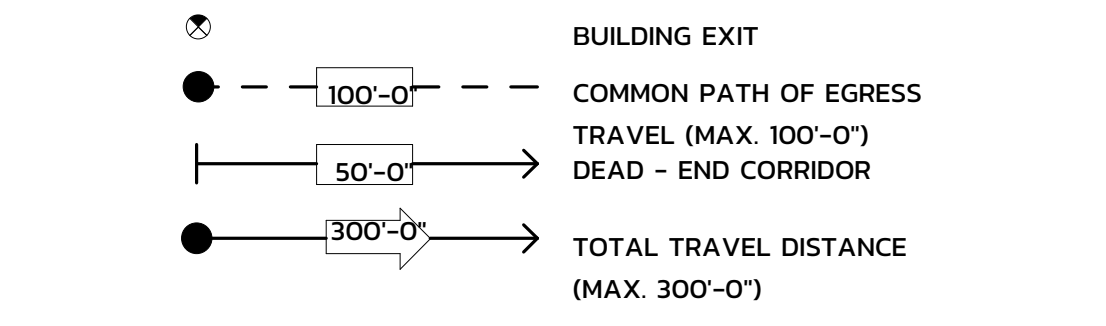 BUILDING EXIT
100'-0" COMMON PATH OF EGRESS
TRAVEL (MAX. 100'-0")
50'-0" DEAD - END CORRIDOR
300'-0" TOTAL TRAVEL DISTANCE
(MAX. 300'-0")